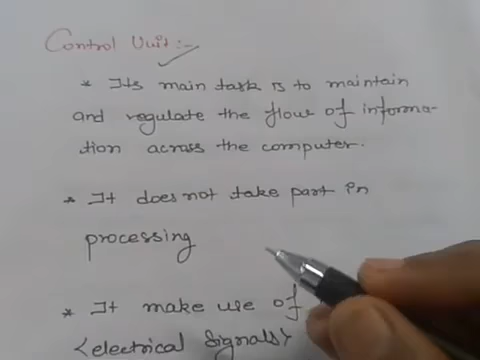 Control Unit:-
* Its main task is to maintain
and regulate the flow of informa-
tion across the computer.
* It does not take part in
processing
* It make use of
<electrical signals>